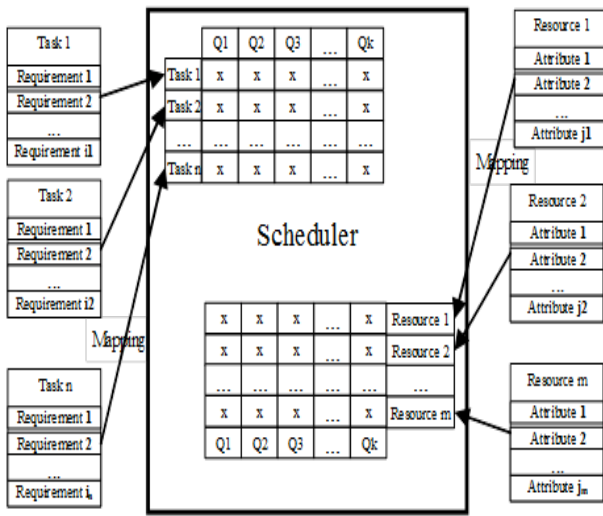 Task 1
Requirement 1
Requirement 2
...
Requirement i1
Task 2
Requirement 1
Requirement 2
...
Requirement i2
Mapping
Task n
Requirement 1
Requirement 2
...
Requirement in
Q1 Q2 Q3 ... Qk
Task 1 x x x ... x
Task 2 x x x ... x
... ... ... ... ... ...
Task n x x x ... x
Scheduler
x x x ... x Resource 1
x x x ... x Resource 2
... ... ... ... ... ...
x x x ... x Resource m
Q1 Q2 Q3 ... Qk
Resource 1
Attribute 1
Attribute 2
...
Attribute j1
Mapping
Resource 2
Attribute 1
Attribute 2
...
Attribute j2
Resource m
Attribute 1
Attribute 2
...
Attribute jm